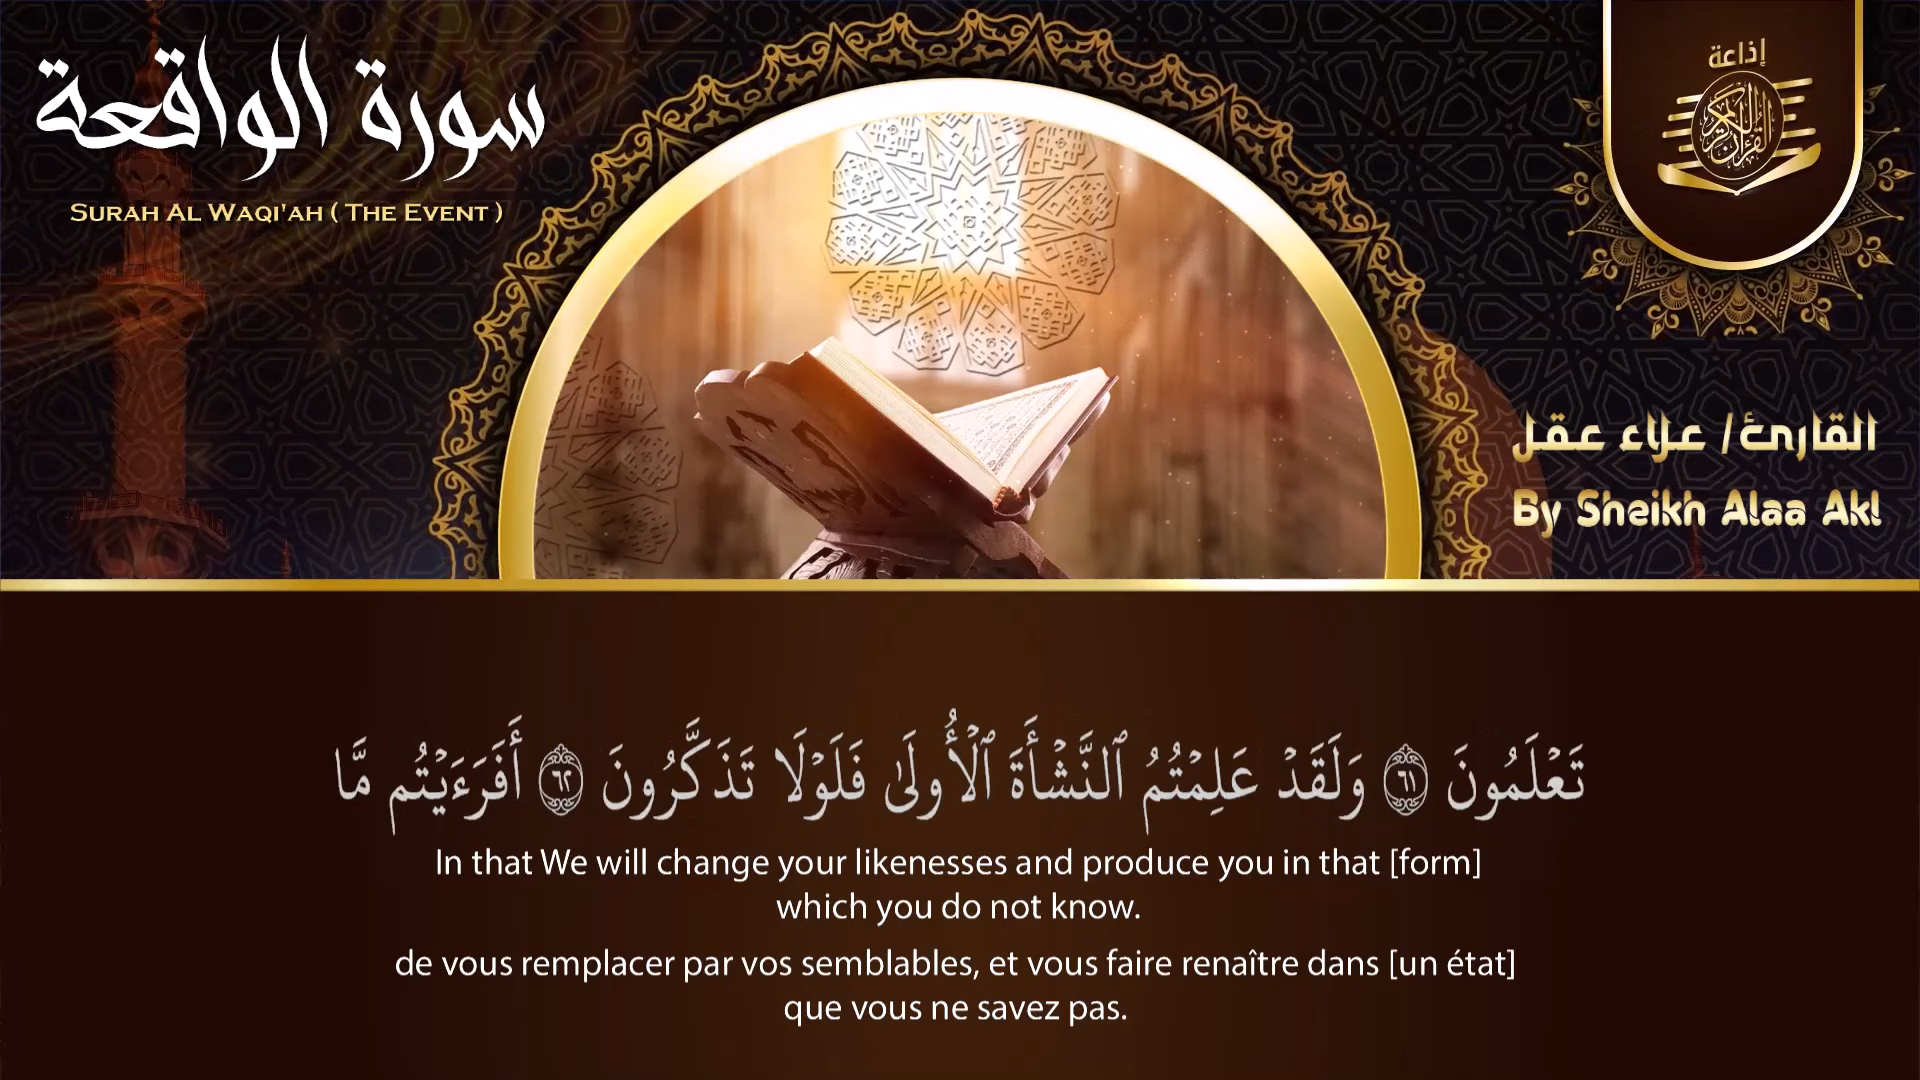 سورة الواقعة
SURAH AL WAQI'AH ( THE EVENT )
إذاعة
القرآن الكريم
القارئ/ علاء عقل
By Sheikh Alaa Akl
تَعْلَمُونَ ٦١ وَلَقَدْ عَلِمْتُمُ ٱلنَّشْأَةَ ٱلْأُولَىٰ فَلَوْلَا تَذَكَّرُونَ ٦٢ أَفَرَءَيْتُم مَّا
In that We will change your likenesses and produce you in that [form]
which you do not know.
de vous remplacer par vos semblables, et vous faire renaître dans [un état]
que vous ne savez pas.